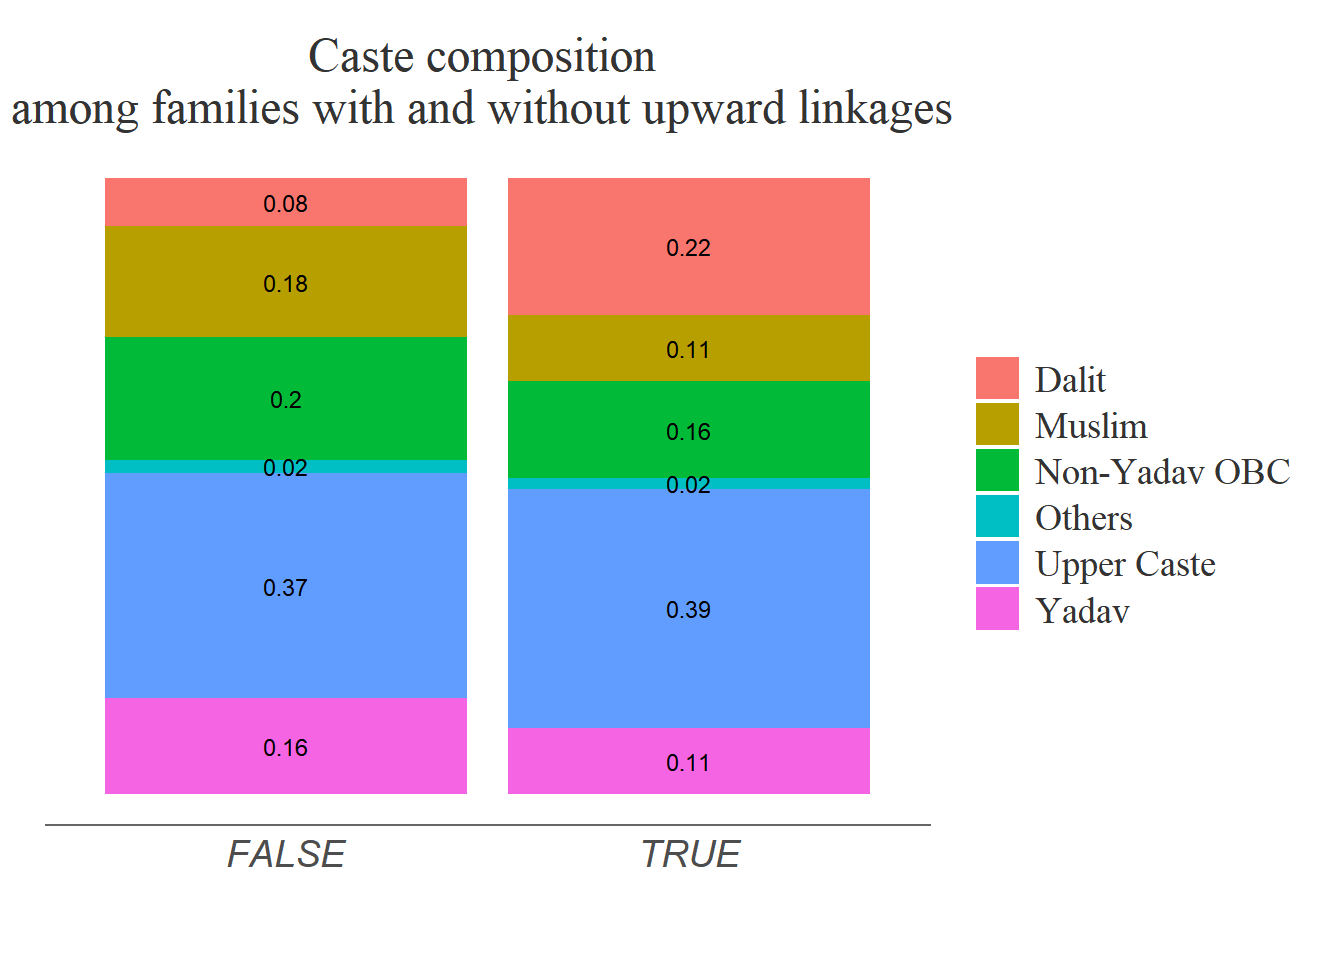 Caste composition
among families with and without upward linkages
0.08
0.18
0.2
0.02
0.37
0.16
0.22
0.11
0.16
0.02
0.39
0.11
FALSE
TRUE
Dalit
Muslim
Non-Yadav OBC
Others
Upper Caste
Yadav